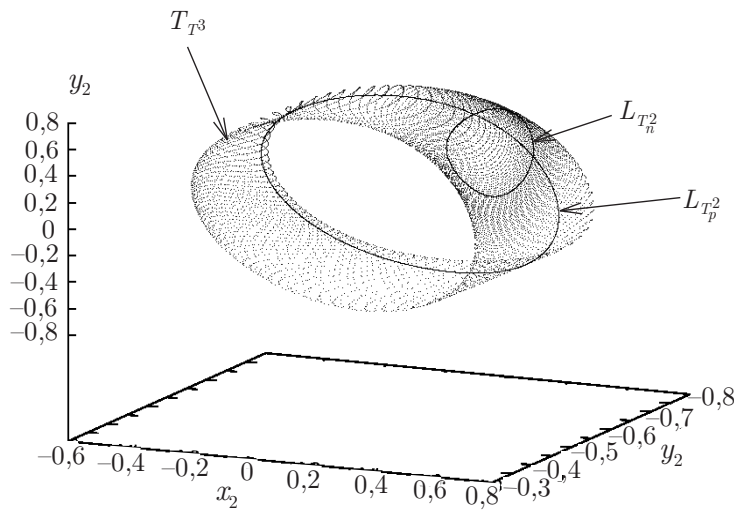 T_{T^3}
y_2
L_{T_n^2}
L_{T_p^2}
0,8
0,6
0,4
0,2
0
–0,2
–0,4
–0,6
–0,8
–0,6 –0,4 –0,2 0 0,2 0,4 0,6 0,8
x_2
–0,3 –0,4 –0,5 –0,6 –0,7 –0,8
y_2